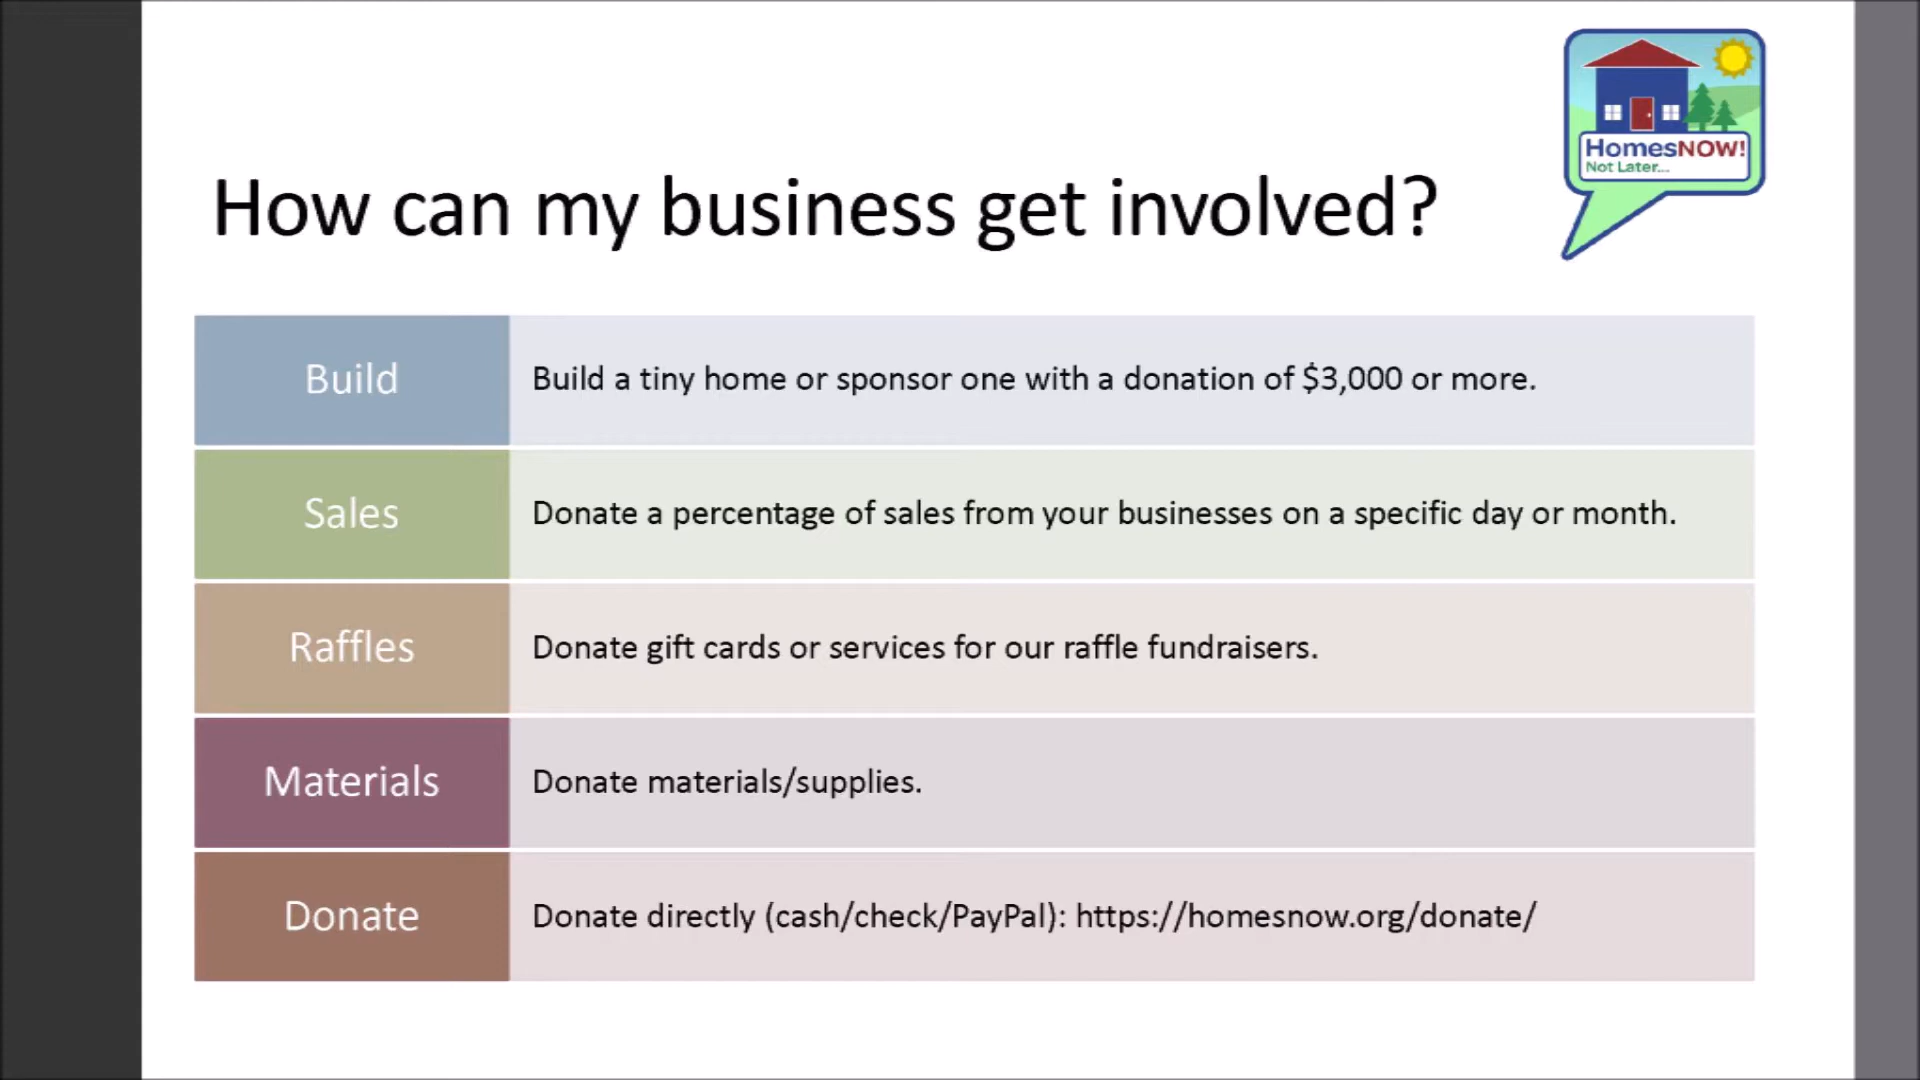 HomesNOW!
Not Later...
How can my business get involved?
Build
Build a tiny home or sponsor one with a donation of $3,000 or more.
Sales
Donate a percentage of sales from your businesses on a specific day or month.
Raffles
Donate gift cards or services for our raffle fundraisers.
Materials
Donate materials/supplies.
Donate
Donate directly (cash/check/PayPal): https://homesnow.org/donate/